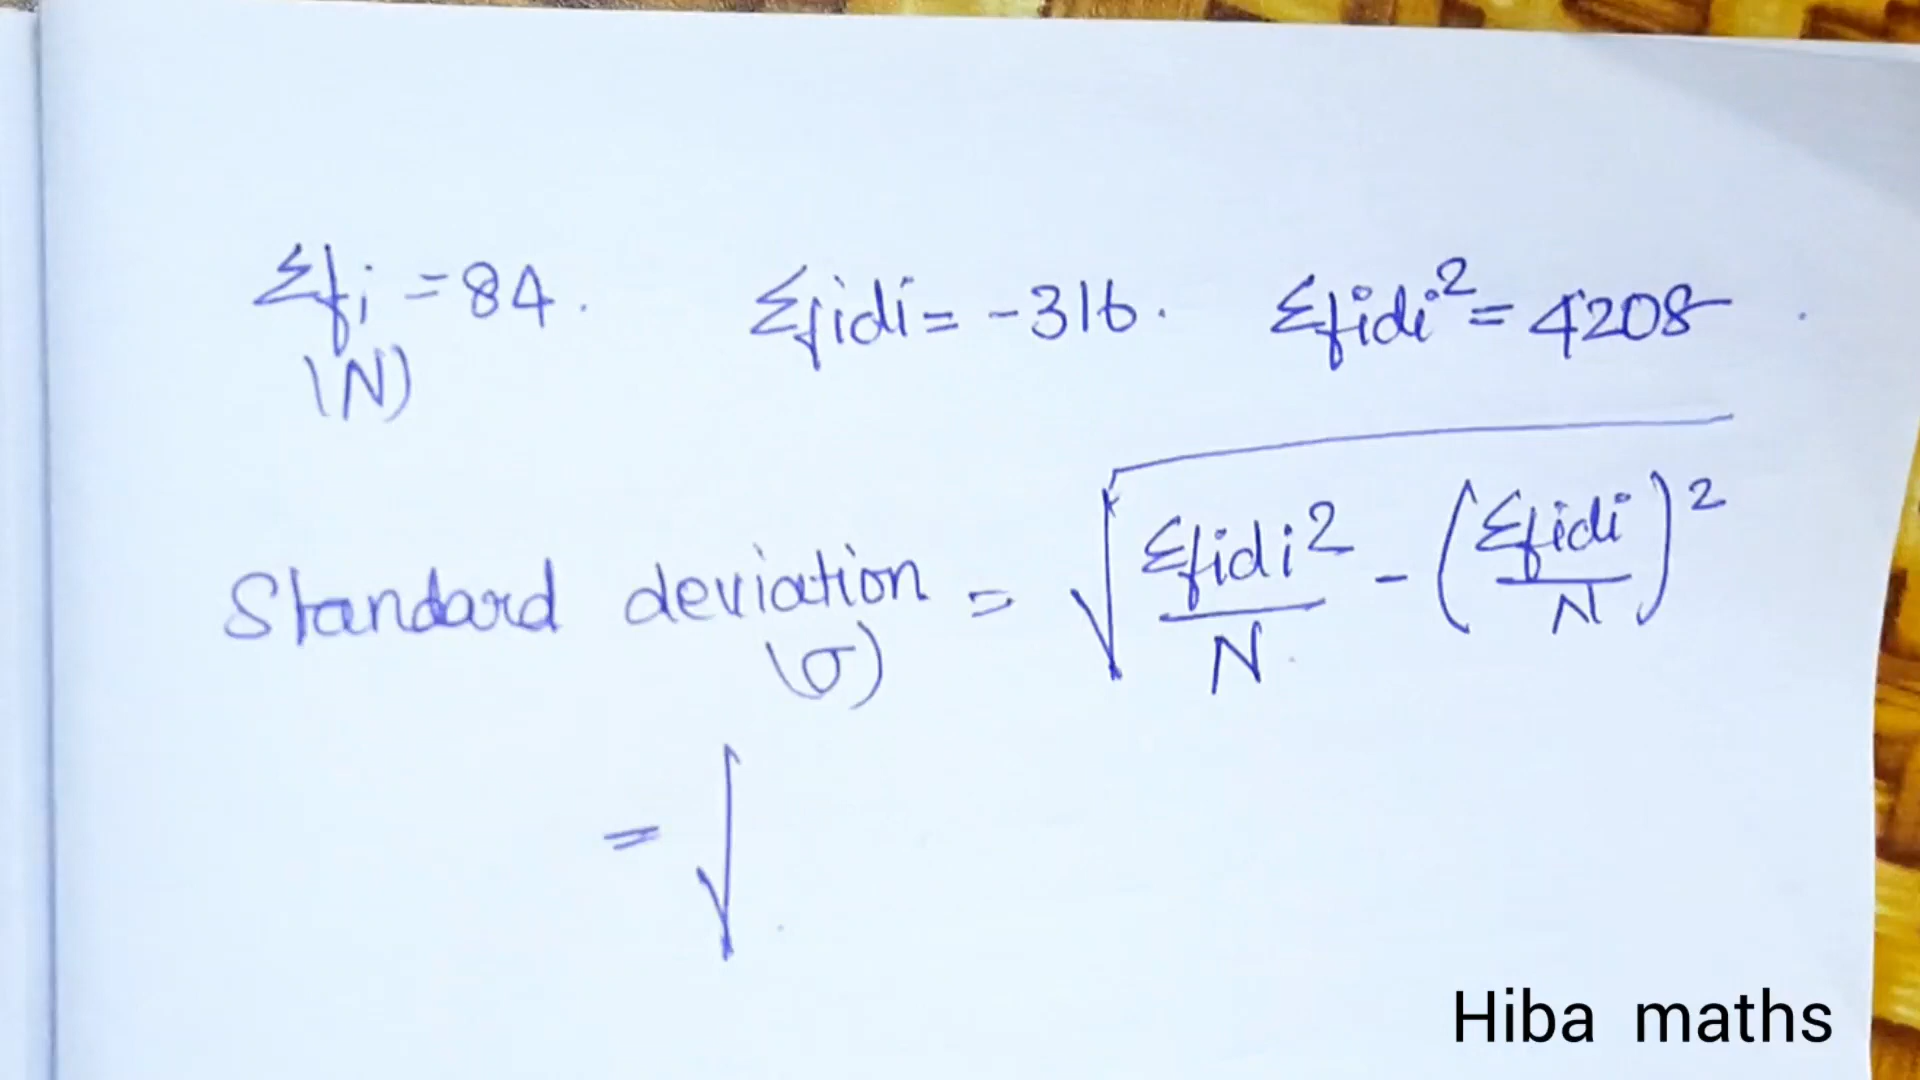 Σfi = 84. Σfidi = -316. Σfidi² = 4208
(N)
Standard deviation = √ Σfidi²/N - (Σfidi/N)²
(σ)
= √
Hiba maths